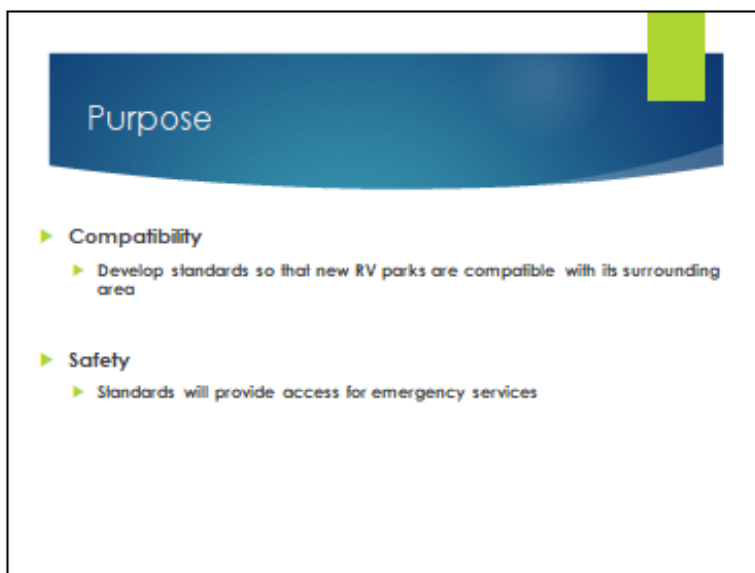 Purpose
Compatibility
Develop standards so that new RV parks are compatible with its surrounding
area
Safety
Standards will provide access for emergency services